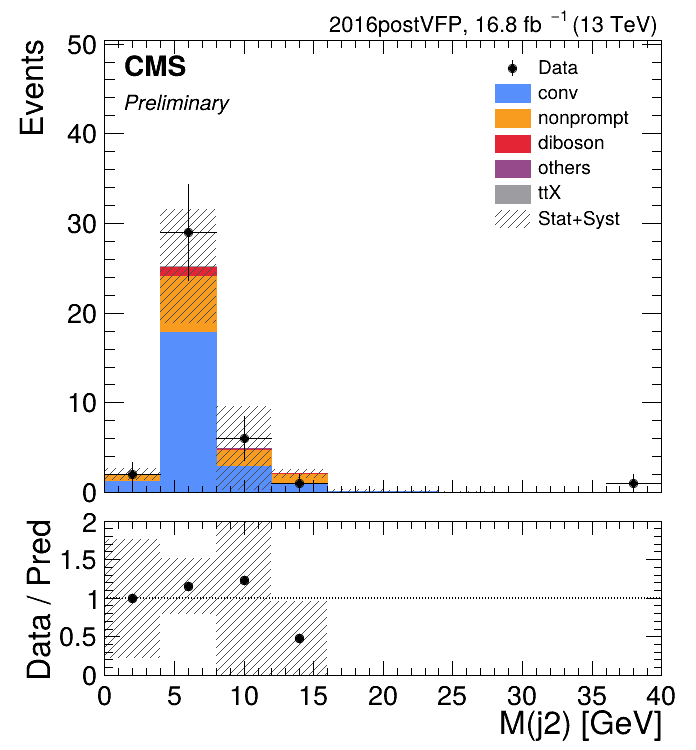 2016postVFP, 16.8 fb ⁻¹ (13 TeV)
CMS
Preliminary
Events
Data
conv
nonprompt
diboson
others
ttX
Stat+Syst
50
40
30
20
10
0
Data / Pred
2
1.5
1
0.5
0
0 5 10 15 20 25 30 35 40
M(j2) [GeV]